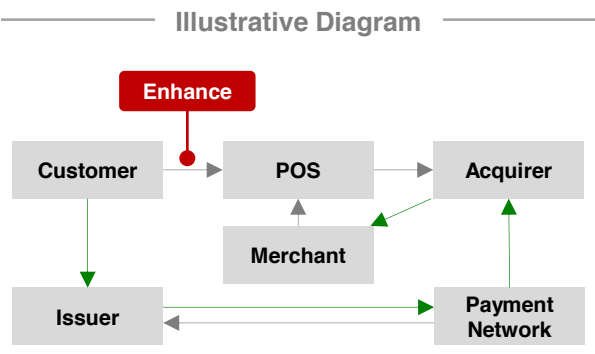 Illustrative Diagram
Enhance
Customer
POS
Acquirer
Merchant
Issuer
Payment
Network